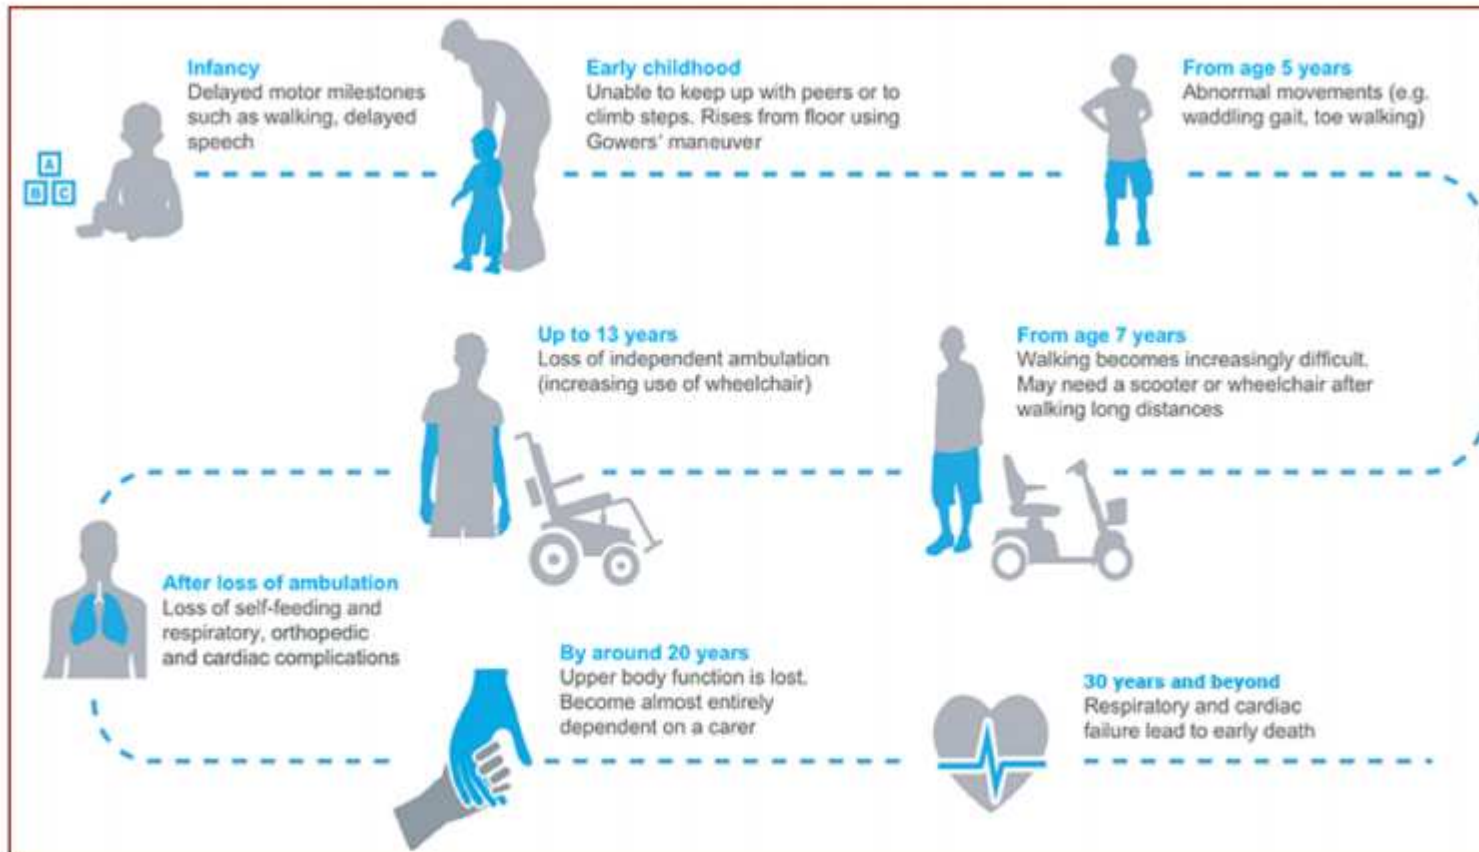 Infancy
Delayed motor milestones
such as walking, delayed
speech
A
B C
Early childhood
Unable to keep up with peers or to
climb steps. Rises from floor using
Gowers' maneuver
From age 5 years
Abnormal movements (e.g.
waddling gait, toe walking)
From age 7 years
Walking becomes increasingly difficult.
May need a scooter or wheelchair after
walking long distances
Up to 13 years
Loss of independent ambulation
(increasing use of wheelchair)
After loss of ambulation
Loss of self-feeding and
respiratory, orthopedic
and cardiac complications
By around 20 years
Upper body function is lost.
Become almost entirely
dependent on a carer
30 years and beyond
Respiratory and cardiac
failure lead to early death